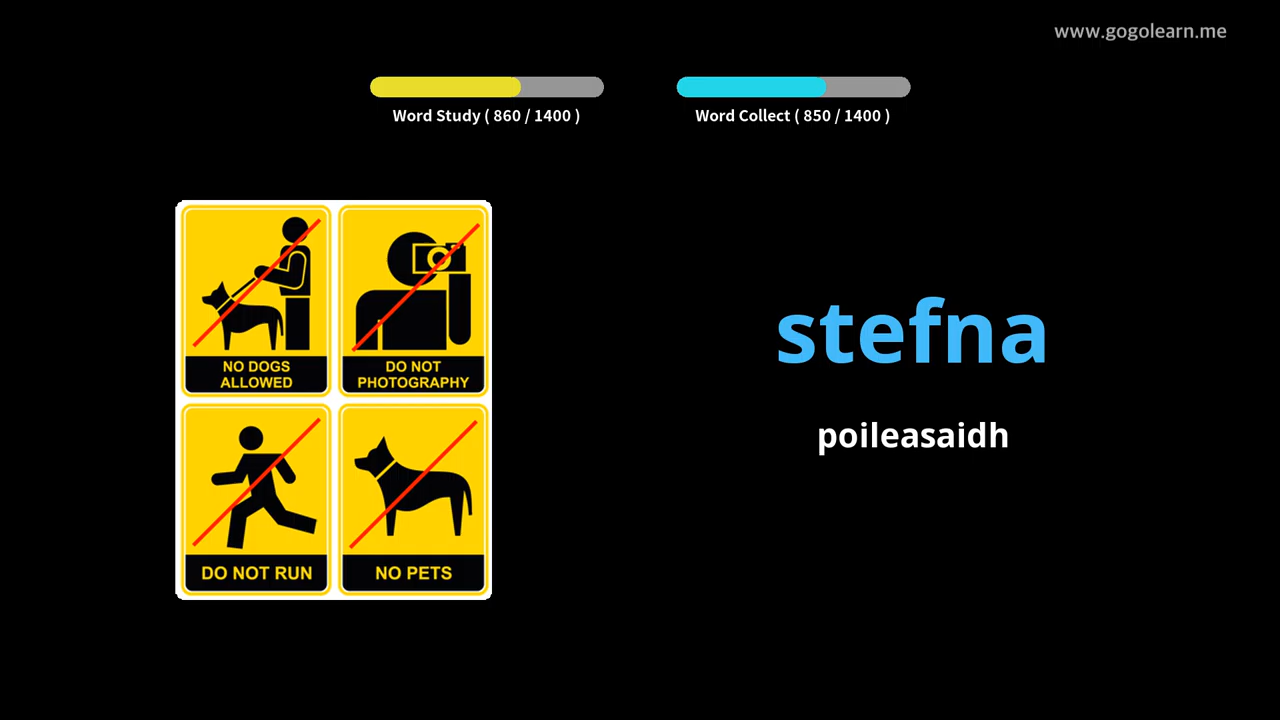 www.gogolearn.me
Word Study ( 860 / 1400 )
Word Collect ( 850 / 1400 )
NO DOGS
ALLOWED
DO NOT
PHOTOGRAPHY
DO NOT RUN
NO PETS
stefna
poileasaidh